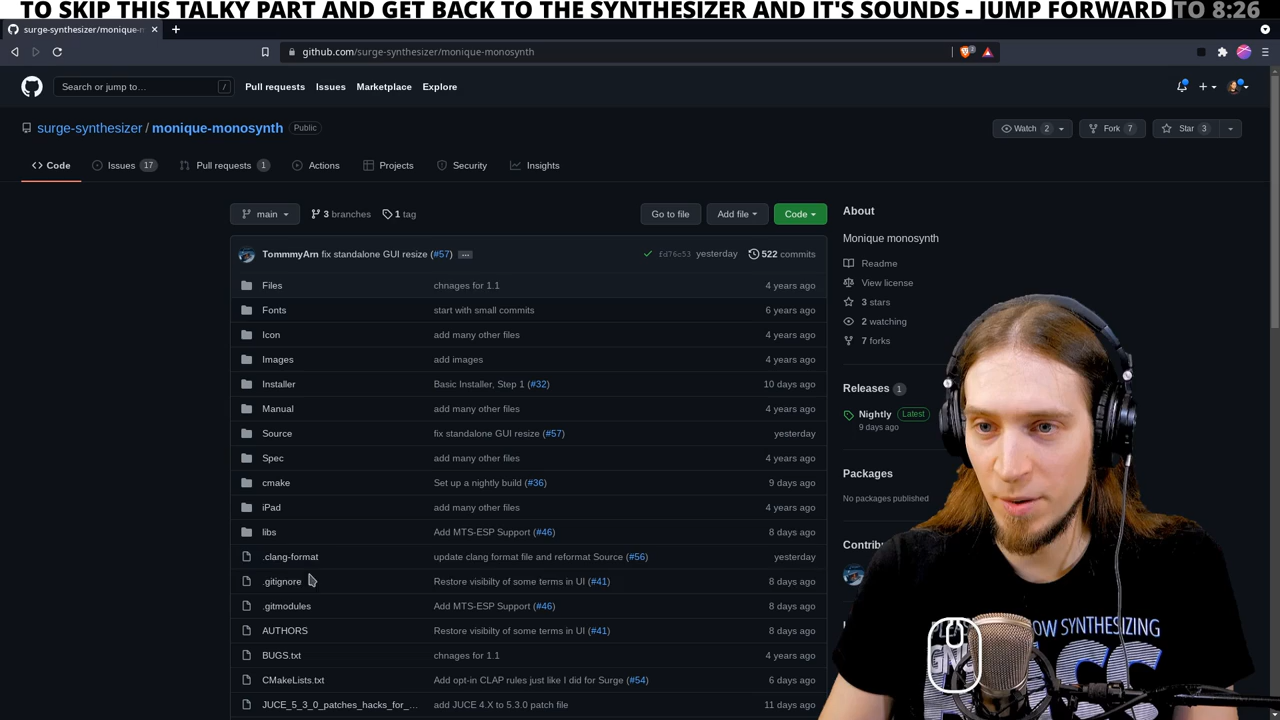 TO SKIP THIS TALKY PART AND GET BACK TO THE SYNTHESIZER AND IT'S SOUNDS - JUMP FORWARD TO 8:26
surge-synthesizer/monique-m
github.com/surge-synthesizer/monique-monosynth
2
Search or jump to…
/
Pull requests
Issues
Marketplace
Explore
surge-synthesizer / monique-monosynth
Public
Watch 2
Fork 7
Star 3
Code
Issues 17
Pull requests 1
Actions
Projects
Security
Insights
main
3 branches
1 tag
Go to file
Add file
Code
TommmyArn fix standalone GUI resize (#57) ...
fd76c53 yesterday
522 commits
Files chnages for 1.1 4 years ago
Fonts start with small commits 6 years ago
Icon add many other files 4 years ago
Images add images 4 years ago
Installer Basic Installer, Step 1 (#32) 10 days ago
Manual add many other files 4 years ago
Source fix standalone GUI resize (#57) yesterday
Spec add many other files 4 years ago
cmake Set up a nightly build (#36) 9 days ago
iPad add many other files 4 years ago
libs Add MTS-ESP Support (#46) 8 days ago
.clang-format update clang format file and reformat Source (#56) yesterday
.gitignore Restore visibilty of some terms in UI (#41) 8 days ago
.gitmodules Add MTS-ESP Support (#46) 8 days ago
AUTHORS Restore visibilty of some terms in UI (#41) 8 days ago
BUGS.txt chnages for 1.1 4 years ago
CMakeLists.txt Add opt-in CLAP rules just like I did for Surge (#54) 6 days ago
JUCE_5_3_0_patches_hacks_for_... add JUCE 4.X to 5.3.0 patch file 11 days ago
About
Monique monosynth
Readme
View license
3 stars
2 watching
7 forks
Releases 1
Nightly Latest
9 days ago
Packages
No packages published
Contrib
OW SYNTHESIZING